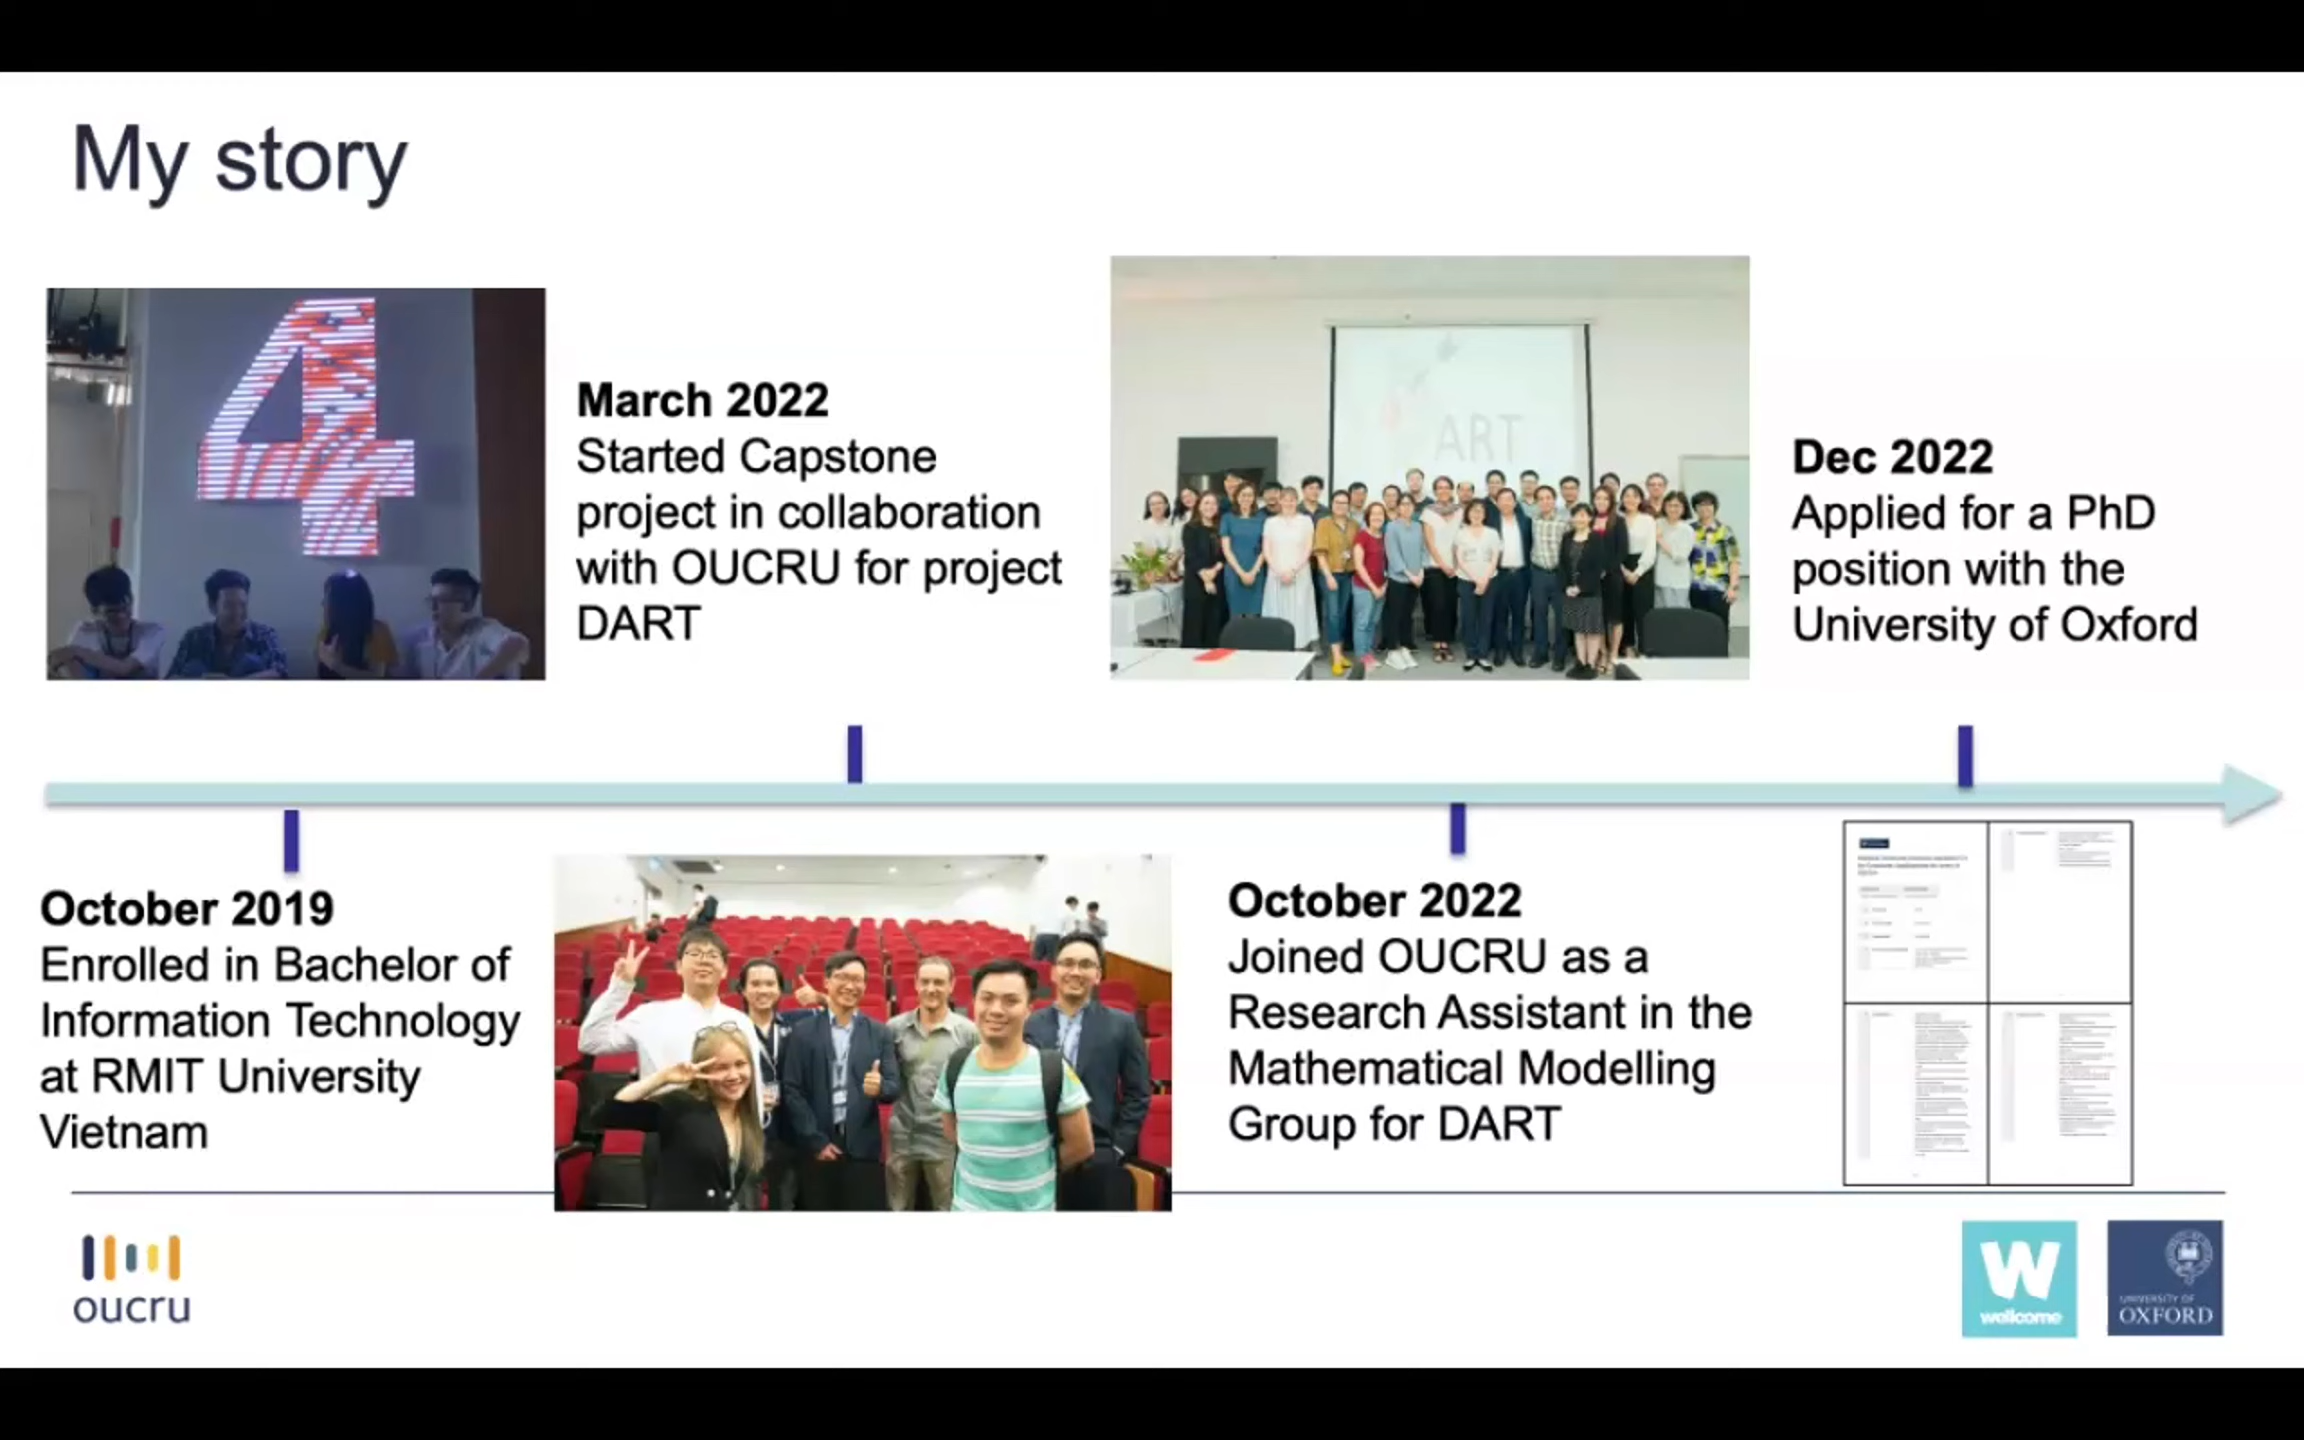 My story
4
March 2022
Started Capstone
project in collaboration
with OUCRU for project
DART
ART
Dec 2022
Applied for a PhD
position with the
University of Oxford
October 2019
Enrolled in Bachelor of
Information Technology
at RMIT University
Vietnam
October 2022
Joined OUCRU as a
Research Assistant in the
Mathematical Modelling
Group for DART
oucru
W
wellcome
UNIVERSITY OF
OXFORD